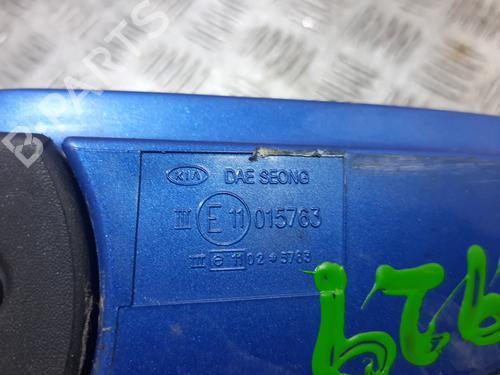 B-PARTS
KIA DAE SEONG
III E 11 015763
III e 11 02*5763